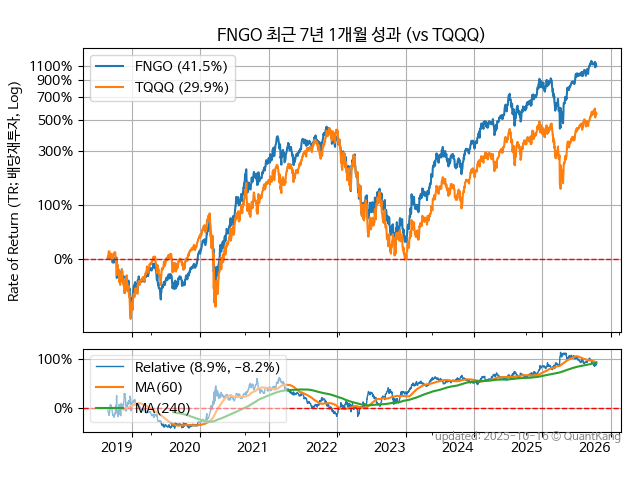 FNGO 최근 7년 1개월 성과 (vs TQQQ)
Rate of Return (TR; 배당재투자, Log)
1100%
900%
700%
500%
300%
100%
0%
FNGO (41.5%)
TQQQ (29.9%)
100%
0%
Relative (8.9%, -8.2%)
MA(60)
MA(240)
updated: 2025-10-16 © QuantKang
2019 2020 2021 2022 2023 2024 2025 2026